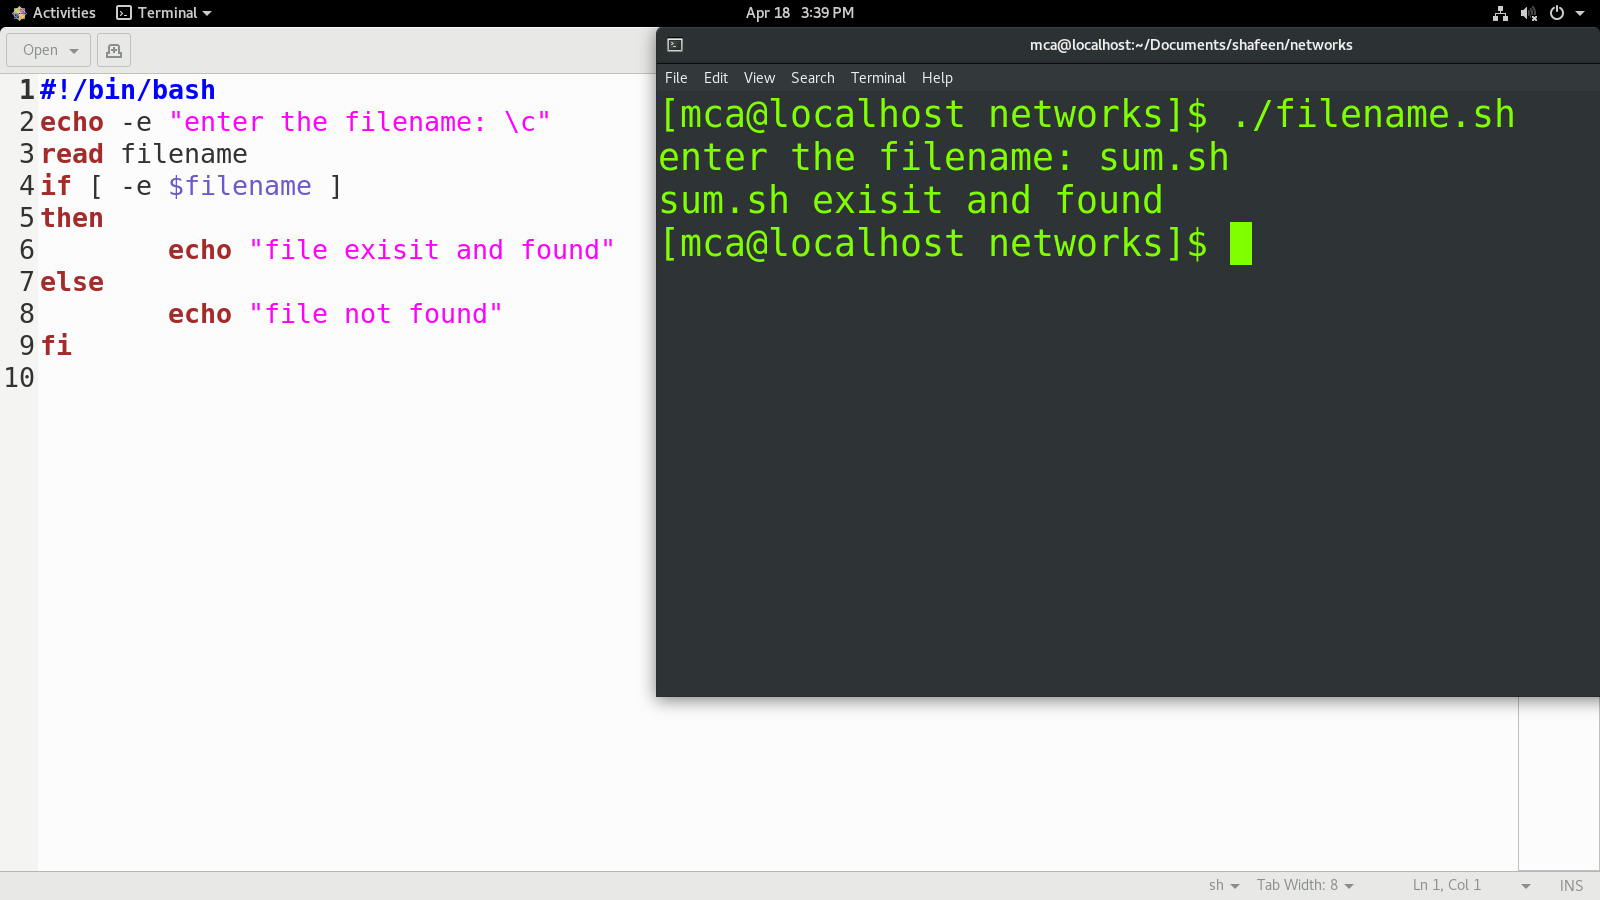 Activities Terminal Apr 18 3:39 PM
Open
1 #!/bin/bash
2 echo -e "enter the filename: \c"
3 read filename
4 if [ -e $filename ]
5 then
6 echo "file exisit and found"
7 else
8 echo "file not found"
9 fi
10
mca@localhost:~/Documents/shafeen/networks
File Edit View Search Terminal Help
[mca@localhost networks]$ ./filename.sh
enter the filename: sum.sh
sum.sh exisit and found
[mca@localhost networks]$
sh Tab Width: 8 Ln 1, Col 1 INS